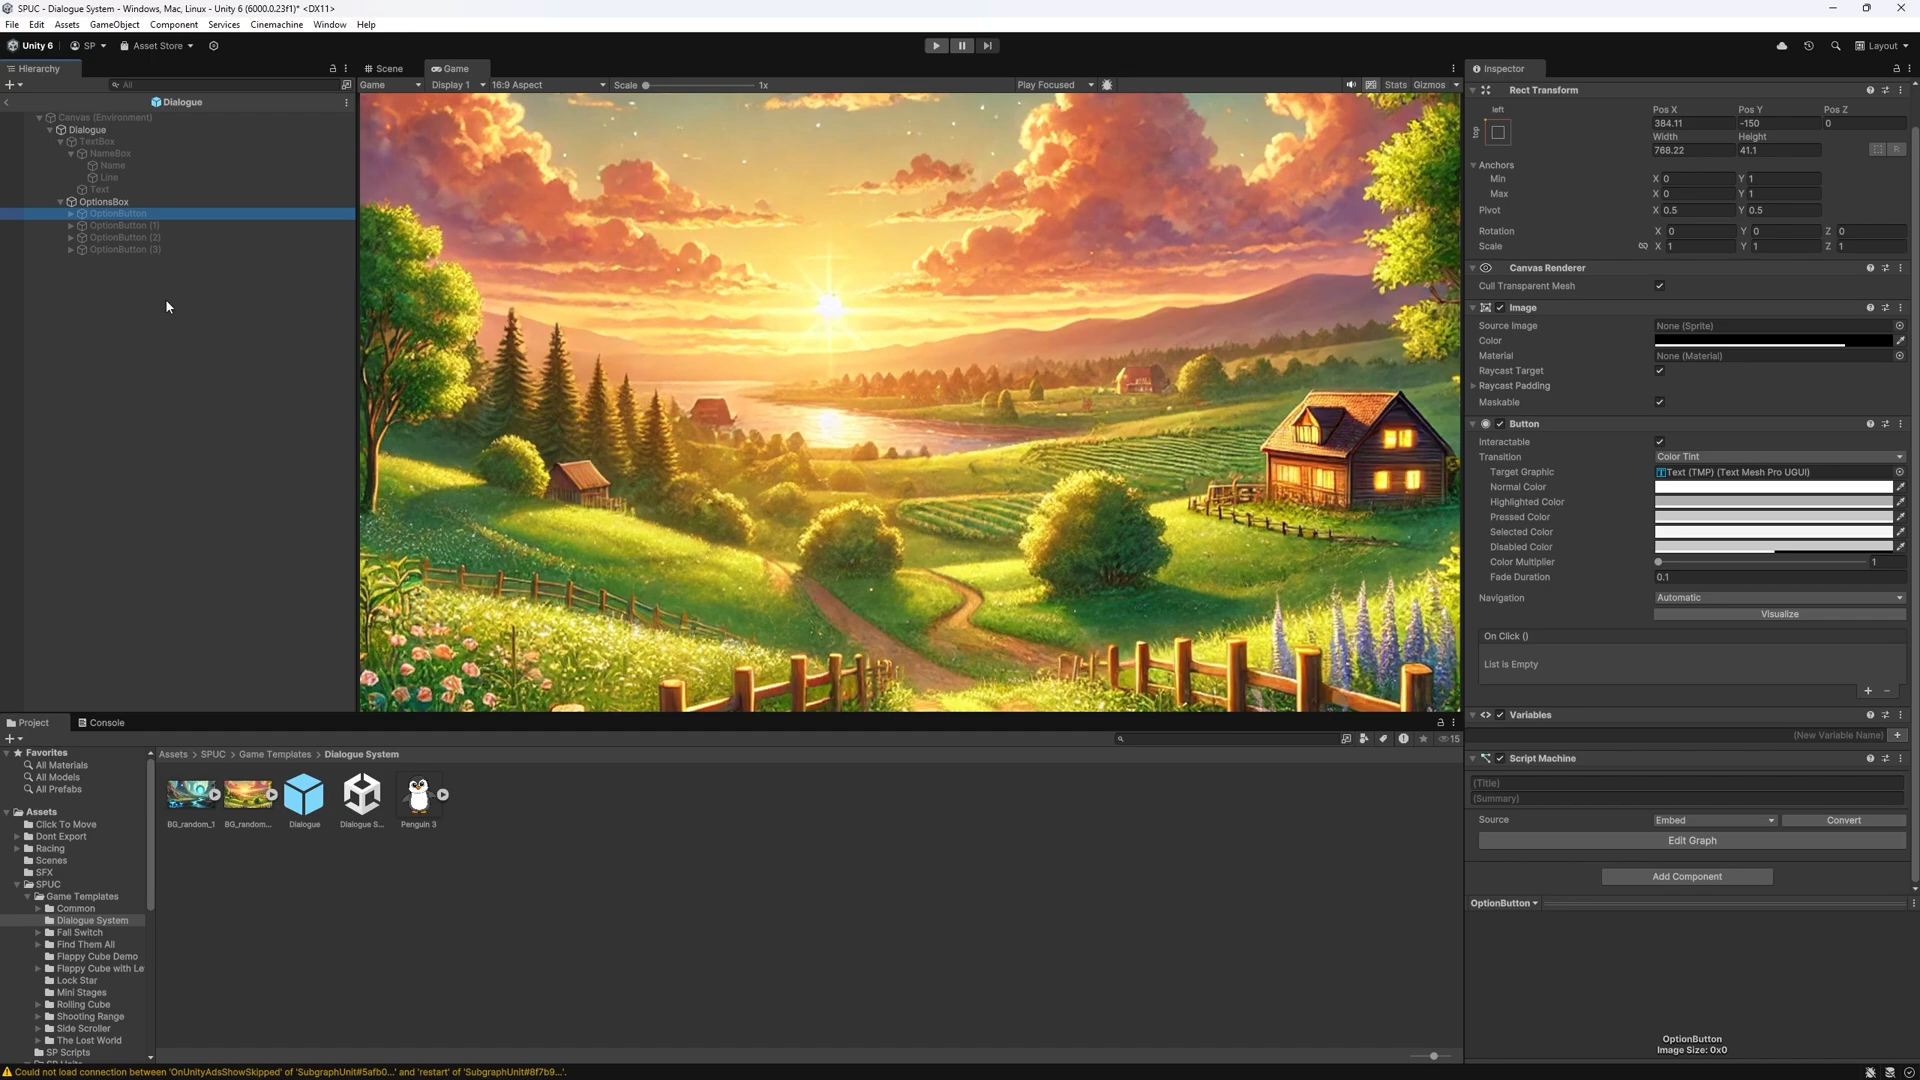 SPUC - Dialogue System - Windows, Mac, Linux - Unity 6 (6000.0.23f1)* <DX11>
File Edit Assets GameObject Component Services Cinemachine Window Help
Unity 6 SP Asset Store Layout
Hierarchy
All
Dialogue
Canvas (Environment)
Dialogue
TextBox
NameBox
Name
Line
Text
OptionsBox
OptionButton
OptionButton (1)
OptionButton (2)
OptionButton (3)
Scene Game
Game Display 1 16:9 Aspect Scale 1x Play Focused Stats Gizmos
Inspector
Rect Transform
left Pos X Pos Y Pos Z
top 384.11 -150 0
Width Height
768.22 41.1 R
Anchors
Min X 0 Y 1
Max X 0 Y 1
Pivot X 0.5 Y 0.5
Rotation X 0 Y 0 Z 0
Scale X 1 Y 1 Z 1
Canvas Renderer
Cull Transparent Mesh
Image
Source Image None (Sprite)
Color
Material None (Material)
Raycast Target
Raycast Padding
Maskable
Button
Interactable
Transition Color Tint
Target Graphic Text (TMP) (Text Mesh Pro UGUI)
Normal Color
Highlighted Color
Pressed Color
Selected Color
Disabled Color
Color Multiplier 1
Fade Duration 0.1
Navigation Automatic
Visualize
On Click ()
List is Empty
+ −
Variables
(New Variable Name) +
Script Machine
(Title)
(Summary)
Source Embed Convert
Edit Graph
Add Component
OptionButton
OptionButton
Image Size: 0x0
Project Console
15
Favorites
All Materials
All Models
All Prefabs
Assets
Click To Move
Dont Export
Racing
Scenes
SFX
SPUC
Game Templates
Common
Dialogue System
Fall Switch
Find Them All
Flappy Cube Demo
Flappy Cube with Le
Lock Star
Mini Stages
Rolling Cube
Shooting Range
Side Scroller
The Lost World
SP Scripts
Assets > SPUC > Game Templates > Dialogue System
BG_random_1 BG_random... Dialogue Dialogue S... Penguin 3
Could not load connection between 'OnUnityAdsShowSkipped' of 'SubgraphUnit#5afb0...' and 'restart' of 'SubgraphUnit#8f7b9...'.